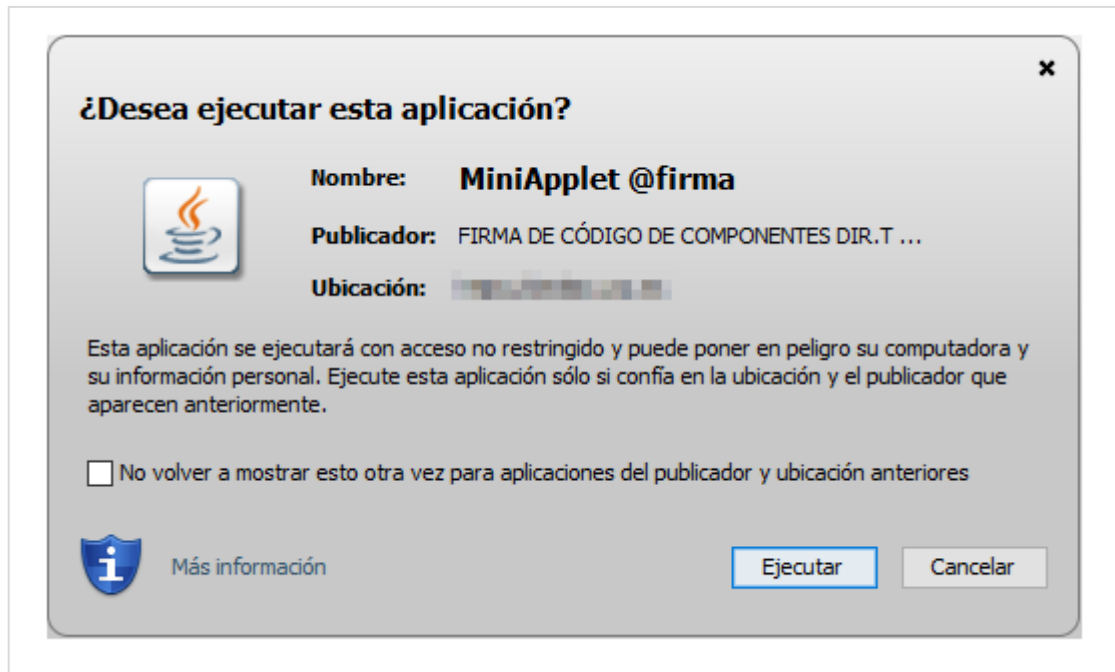 ¿Desea ejecutar esta aplicación?
Nombre: MiniApplet @firma
Publicador: FIRMA DE CÓDIGO DE COMPONENTES DIR.T ...
Ubicación:
Esta aplicación se ejecutará con acceso no restringido y puede poner en peligro su computadora y
su información personal. Ejecute esta aplicación sólo si confía en la ubicación y el publicador que
aparecen anteriormente.
No volver a mostrar esto otra vez para aplicaciones del publicador y ubicación anteriores
Más información
Ejecutar
Cancelar